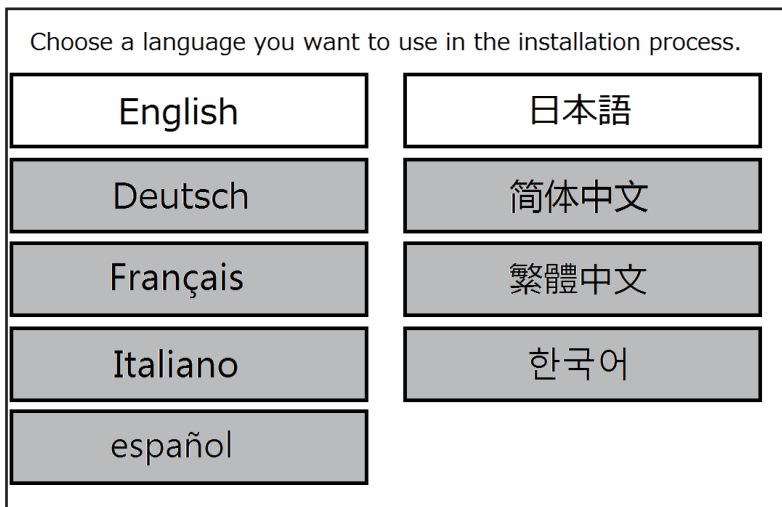 Choose a language you want to use in the installation process.
English
日本語
Deutsch
简体中文
Français
繁體中文
Italiano
한국어
español